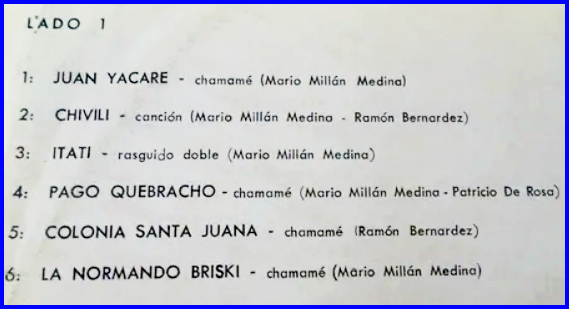 LADO 1
1: JUAN YACARE - chamamé (Mario Millán Medina)
2: CHIVILI - canción (Mario Millán Medina - Ramón Bernardez)
3: ITATI - rasguido doble (Mario Millán Medina)
4: PAGO QUEBRACHO - chamamé (Mario Millán Medina - Patricio De Rosa)
5: COLONIA SANTA JUANA - chamamé (Ramón Bernardez)
6: LA NORMANDO BRISKI - chamamé (Mario Millán Medina)